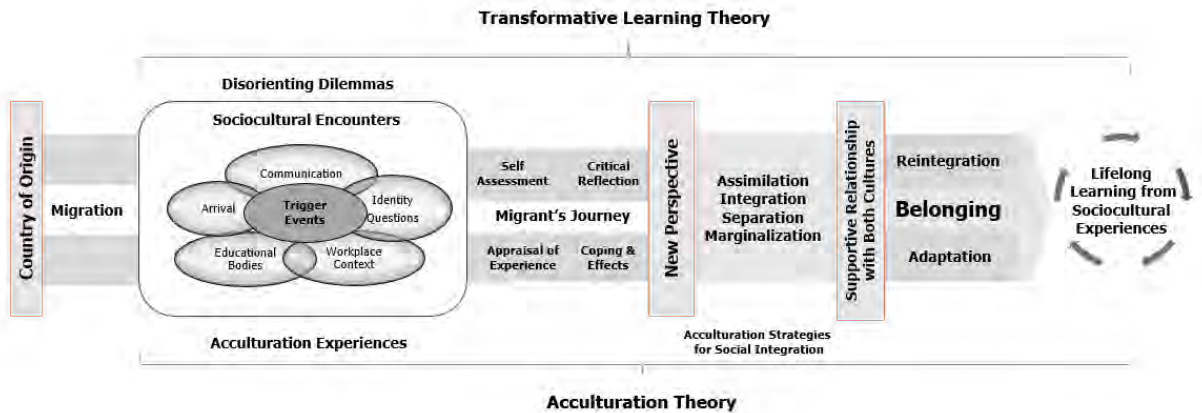 Transformative Learning Theory
Disorienting Dilemmas
Country of Origin
Migration
Sociocultural Encounters
Communication
Arrival
Trigger
Events
Identity
Questions
Educational
Bodies
Workplace
Context
Acculturation Experiences
Self
Assessment
Critical
Reflection
Migrant's Journey
Appraisal of
Experience
Coping &
Effects
New Perspective
Assimilation
Integration
Separation
Marginalization
Acculturation Strategies
for Social Integration
Supportive Relationship
with Both Cultures
Reintegration
Belonging
Adaptation
Lifelong
Learning from
Sociocultural
Experiences
Acculturation Theory